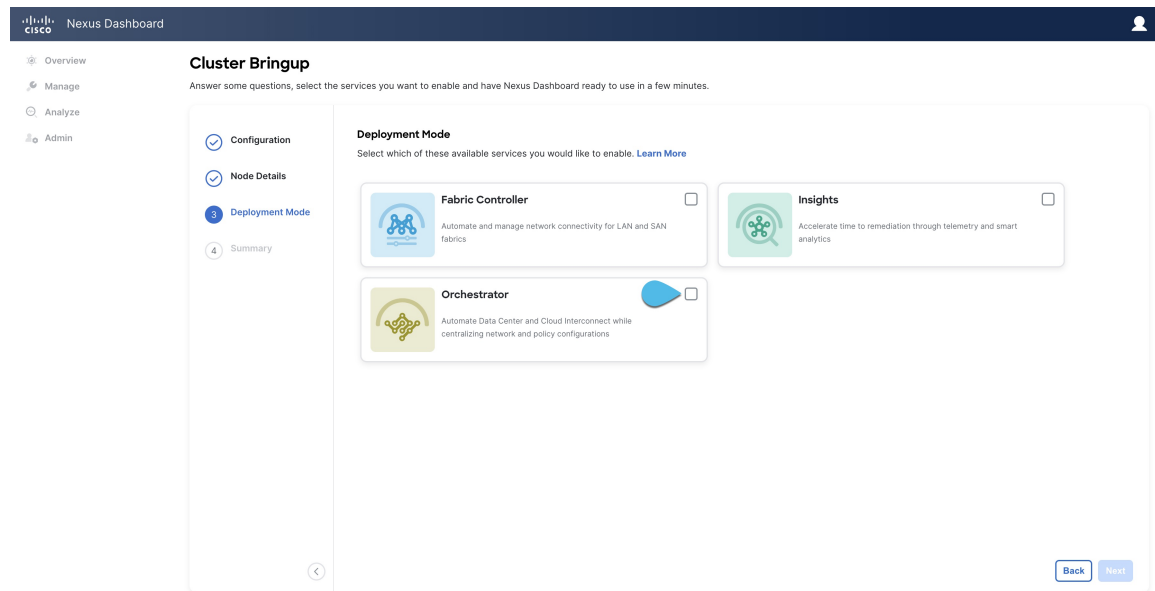 CISCO
Nexus Dashboard
Overview
Manage
Analyze
Admin
Cluster Bringup
Answer some questions, select the services you want to enable and have Nexus Dashboard ready to use in a few minutes.
Configuration
Node Details
3
Deployment Mode
4
Summary
Deployment Mode
Select which of these available services you would like to enable. Learn More
Fabric Controller
Automate and manage network connectivity for LAN and SAN
fabrics
Insights
Accelerate time to remediation through telemetry and smart
analytics
Orchestrator
Automate Data Center and Cloud Interconnect while
centralizing network and policy configurations
Back
Next